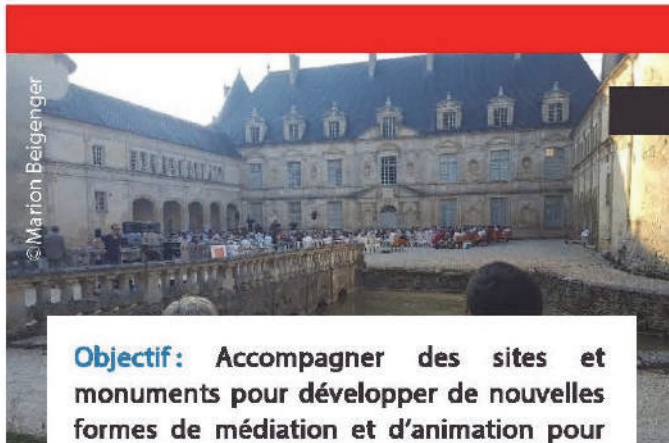 ©Marion Beigenger
Objectif : Accompagner des sites et
monuments pour développer de nouvelles
formes de médiation et d'animation pour